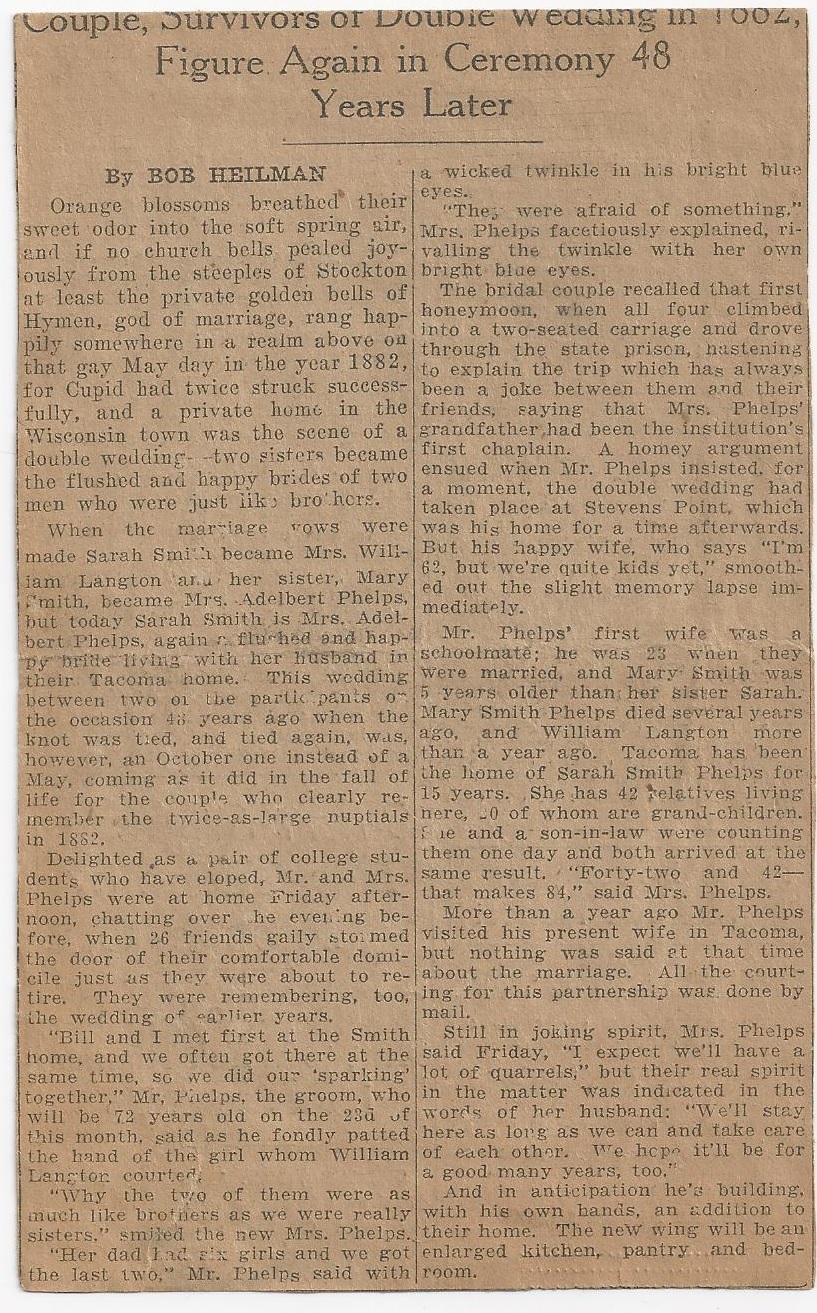 Couple, Survivors of Double Wedding in 1882,
Figure Again in Ceremony 48
Years Later
By BOB HEILMAN
Orange blossoms breathed their
sweet odor into the soft spring air,
and if no church bells pealed joy-
ously from the steeples of Stockton
at least the private golden bells of
Hymen, god of marriage, rang hap-
pily somewhere in a realm above on
that gay May day in the year 1882,
for Cupid had twice struck success-
fully, and a private home in the
Wisconsin town was the scene of a
double wedding--two sisters became
the flushed and happy brides of two
men who were just like brothers.
When the marriage vows were
made Sarah Smith became Mrs. Will-
iam Langton and her sister, Mary
Smith, became Mrs. Adelbert Phelps,
but today Sarah Smith is Mrs. Adel-
bert Phelps, again a flushed and hap-
py bride living with her husband in
their Tacoma home. This wedding
between two of the participants on
the occasion 48 years ago when the
knot was tied, and tied again, was,
however, an October one instead of a
May, coming as it did in the fall of
life for the couple who clearly re-
member the twice-as-large nuptials
in 1882.
Delighted as a pair of college stu-
dents who have eloped, Mr. and Mrs.
Phelps were at home Friday after-
noon, chatting over the evening be-
fore, when 26 friends gaily stormed
the door of their comfortable domi-
cile just as they were about to re-
tire. They were remembering, too,
the wedding of earlier years.
"Bill and I met first at the Smith
home, and we often got there at the
same time, so we did our 'sparking'
together," Mr, Phelps, the groom, who
will be 72 years old on the 23d of
this month, said as he fondly patted
the hand of the girl whom William
Langton courted.
"Why the two of them were as
much like brothers as we were really
sisters," smiled the new Mrs. Phelps.
"Her dad had six girls and we got
the last two," Mr. Phelps said with
a wicked twinkle in his bright blue
eyes.
"They were afraid of something,"
Mrs. Phelps facetiously explained, ri-
valling the twinkle with her own
bright blue eyes.
The bridal couple recalled that first
honeymoon, when all four climbed
into a two-seated carriage and drove
through the state prison, hastening
to explain the trip which has always
been a joke between them and their
friends, saying that Mrs. Phelps'
grandfather had been the institution's
first chaplain. A homey argument
ensued when Mr. Phelps insisted, for
a moment, the double wedding had
taken place at Stevens Point, which
was his home for a time afterwards.
But his happy wife, who says "I'm
62, but we're quite kids yet," smooth-
ed out the slight memory lapse im-
mediately.
Mr. Phelps' first wife was a
schoolmate; he was 23 when they
were married, and Mary Smith was
5 years older than her sister Sarah.
Mary Smith Phelps died several years
ago, and William Langton more
than a year ago. Tacoma has been
the home of Sarah Smith Phelps for
15 years. She has 42 relatives living
here, of whom are grand-children.
She and a son-in-law were counting
them one day and both arrived at the
same result. "Forty-two and 42—
that makes 84," said Mrs. Phelps.
More than a year ago Mr. Phelps
visited his present wife in Tacoma,
but nothing was said at that time
about the marriage. All the court-
ing for this partnership was done by
mail.
Still in joking spirit, Mrs. Phelps
said Friday, "I expect we'll have a
lot of quarrels," but their real spirit
in the matter was indicated in the
words of her husband: "We'll stay
here as long as we can and take care
of each other. We hope it'll be for
a good many years, too."
And in anticipation he's building,
with his own hands, an addition to
their home. The new wing will be an
enlarged kitchen, pantry and bed-
room.